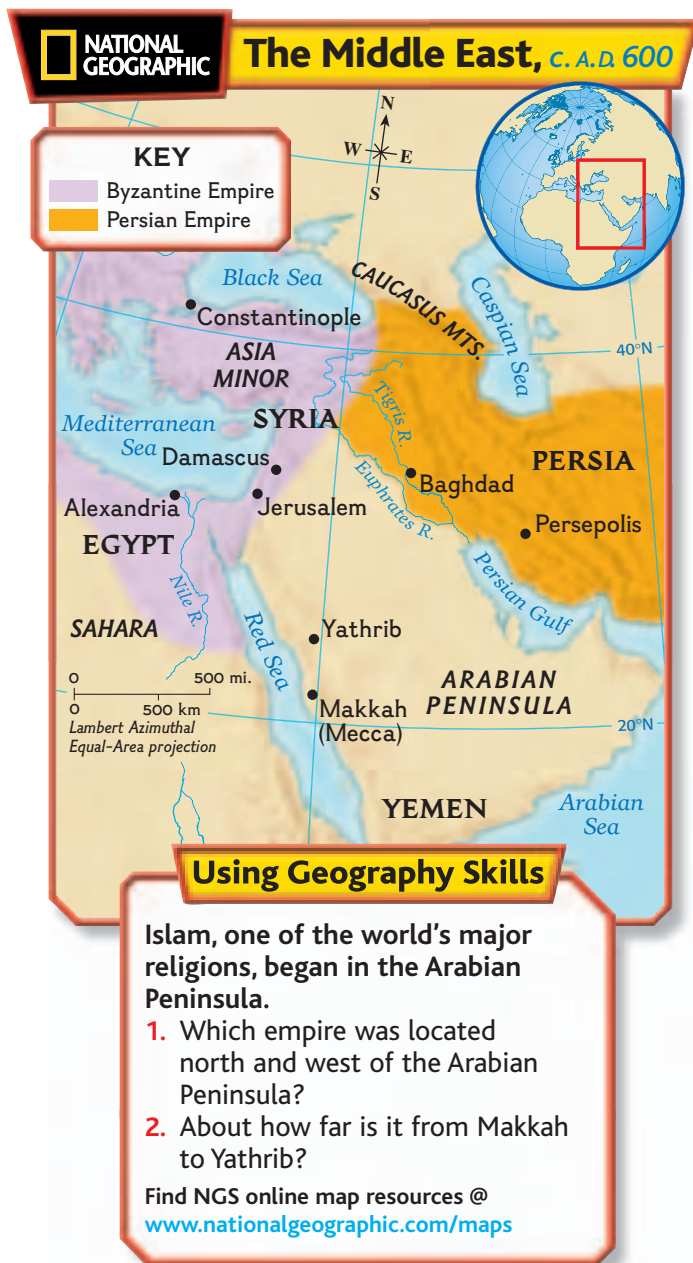 NATIONAL
GEOGRAPHIC
The Middle East, C. A.D. 600
N
W E
S
KEY
Byzantine Empire
Persian Empire
Black Sea
CAUCASUS MTS.
Caspian Sea
Constantinople
40°N
ASIA
MINOR
Tigris R.
Mediterranean
Sea
SYRIA
PERSIA
Damascus
Baghdad
Euphrates R.
Alexandria
Jerusalem
Persepolis
EGYPT
Nile R.
Persian Gulf
Red Sea
SAHARA
Yathrib
0 500 mi.
0 500 km
Lambert Azimuthal
Equal-Area projection
ARABIAN
PENINSULA
Makkah
(Mecca)
20°N
YEMEN
Arabian
Sea
Using Geography Skills
Islam, one of the world's major
religions, began in the Arabian
Peninsula.
1. Which empire was located
north and west of the Arabian
Peninsula?
2. About how far is it from Makkah
to Yathrib?
Find NGS online map resources @
www.nationalgeographic.com/maps